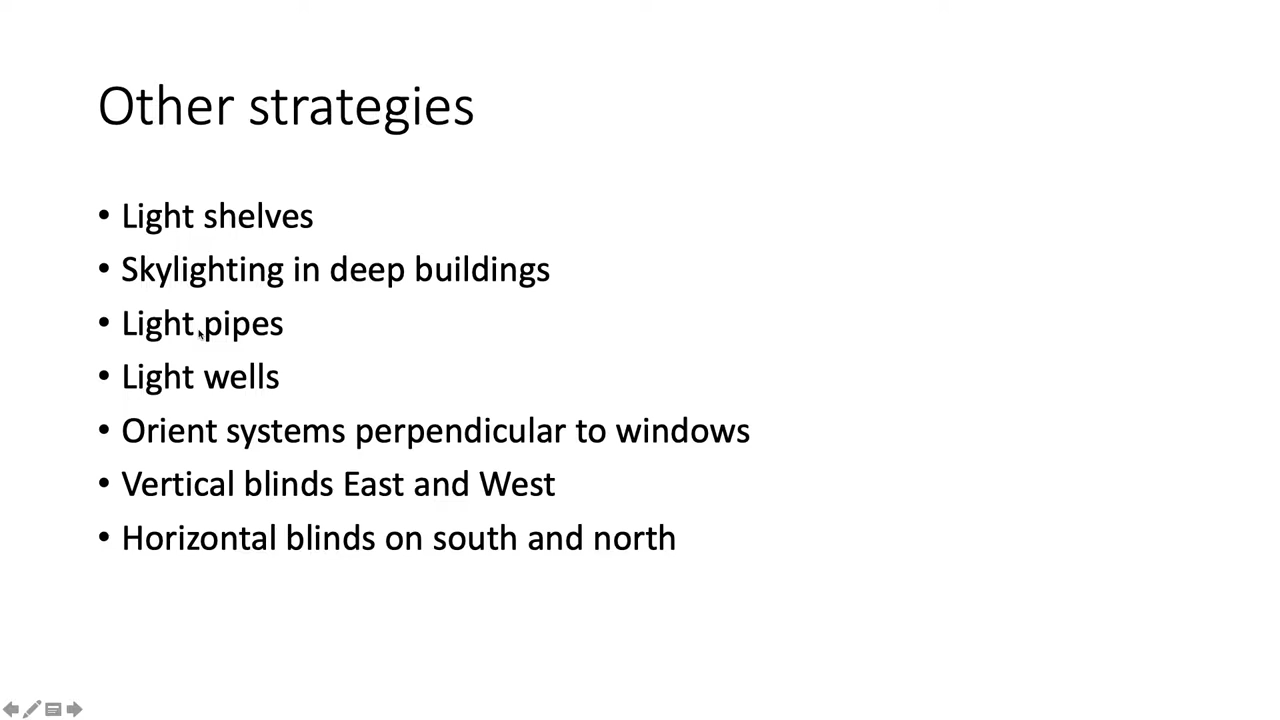 Other strategies
• Light shelves
• Skylighting in deep buildings
• Light pipes
• Light wells
• Orient systems perpendicular to windows
• Vertical blinds East and West
• Horizontal blinds on south and north